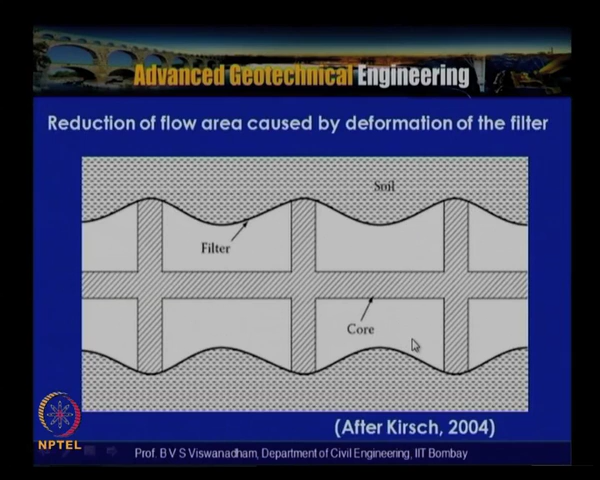 Advanced Geotechnical Engineering
Reduction of flow area caused by deformation of the filter
Soil
Filter
Core
(After Kirsch, 2004)
NPTEL
Prof. B V S Viswanadham, Department of Civil Engineering, IIT Bombay